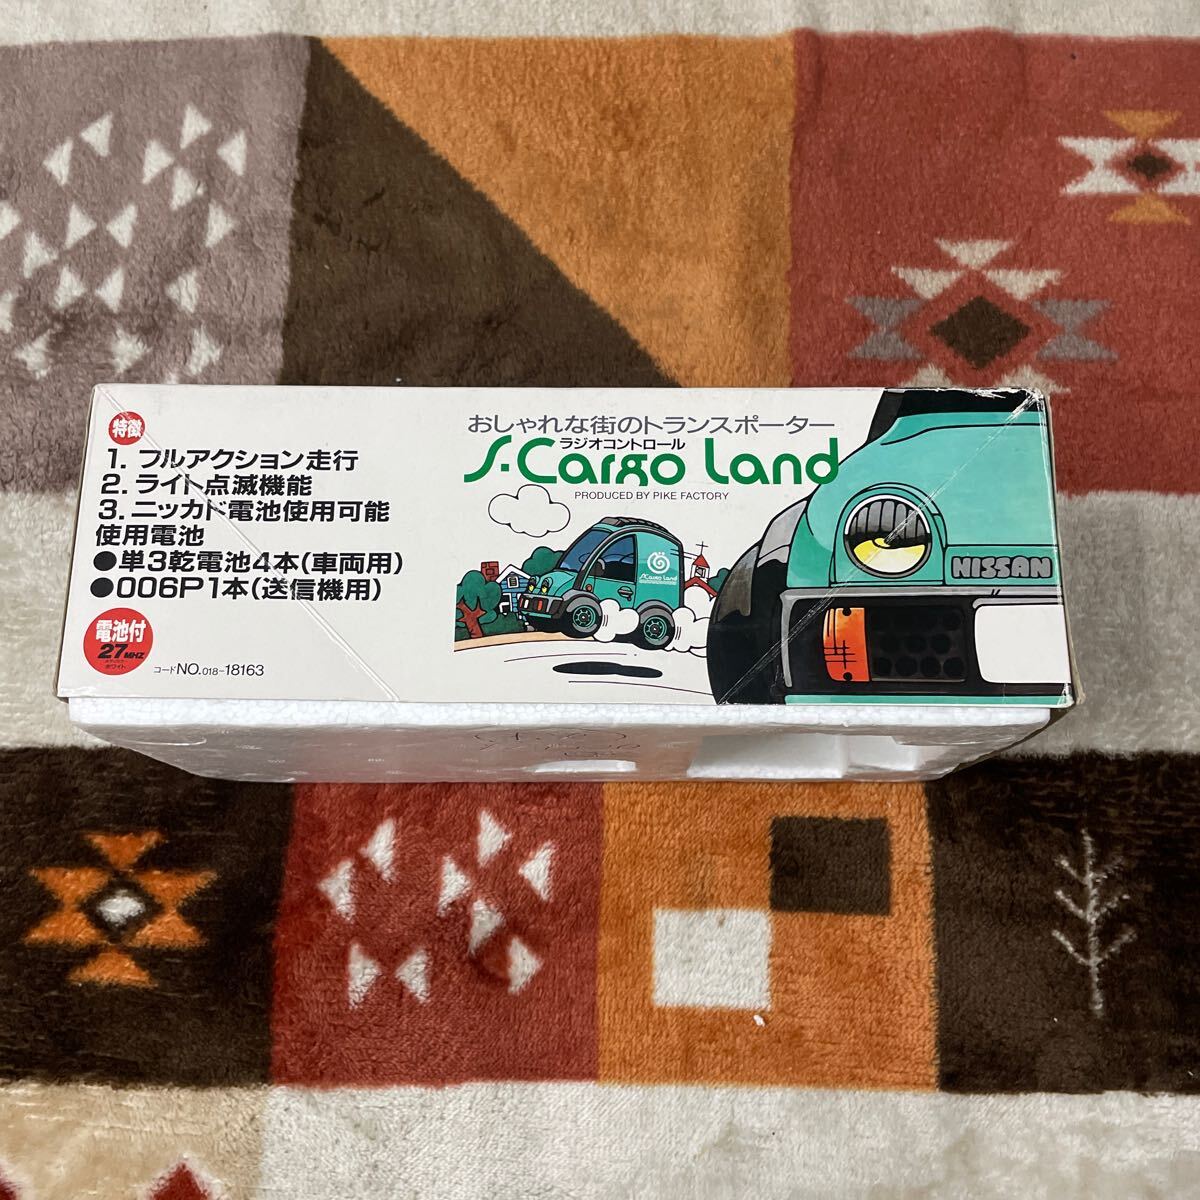 特徴
1. フルアクション走行
2. ライト点滅機能
3. ニッカド電池使用可能
使用電池
●単3乾電池4本(車両用)
●006P1本(送信機用)
電池付
27MHZ
コードNO.018-18163
おしゃれな街のトランスポーター
ラジオコントロール
S·Cargo Land
PRODUCED BY PIKE FACTORY
S·Cargo Land
NISSAN